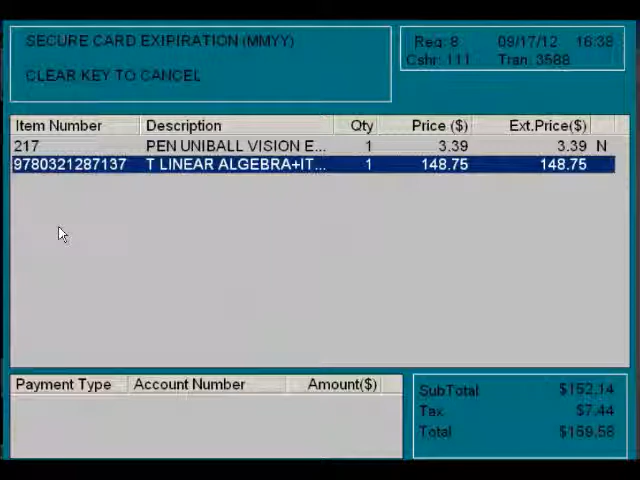 SECURE CARD EXIPIRATION (MMYY)
CLEAR KEY TO CANCEL
Reg: 8 09/17/12 16:38
Cshr: 111 Tran: 3588
Item Number Description Qty Price ($) Ext.Price($)
217 PEN UNIBALL VISION E... 1 3.39 3.39 N
9780321287137 T LINEAR ALGEBRA+IT... 1 148.75 148.75
Payment Type Account Number Amount($)
SubTotal $152.14
Tax $7.44
Total $159.58